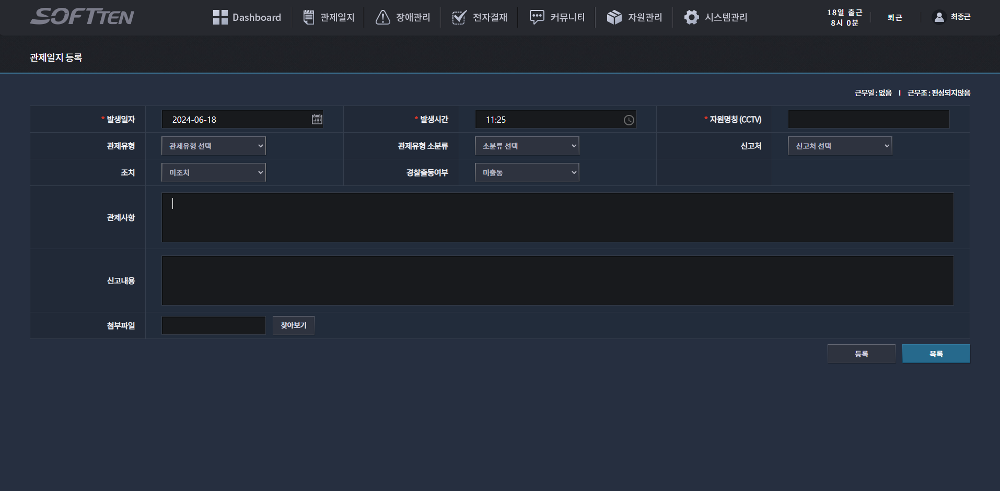 SOFTTEN
Dashboard
관제일지
장애관리
전자결재
커뮤니티
자원관리
시스템관리
18일 출근
8시 0분
퇴근
최종근
관제일지 등록
근무일 : 없음 | 근무조 : 편성되지않음
* 발생일자
2024-06-18
* 발생시간
11:25
* 자원명칭 (CCTV)
관제유형
관제유형 선택
관제유형 소분류
소분류 선택
신고처
신고처 선택
조치
미조치
경찰출동여부
미출동
관제사항
신고내용
첨부파일
찾아보기
등록
목록